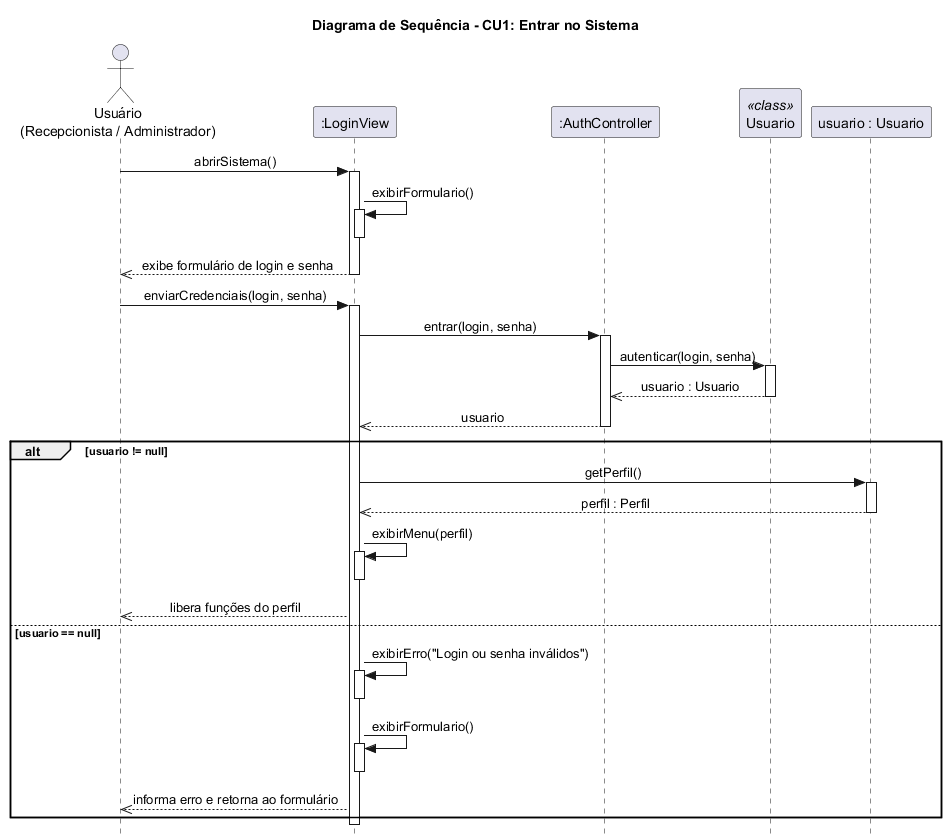 Diagrama de Sequência - CU1: Entrar no Sistema
Usuário
(Recepcionista / Administrador)
:LoginView
:AuthController
«class»
Usuario
usuario : Usuario
abrirSistema()
exibirFormulario()
exibe formulário de login e senha
enviarCredenciais(login, senha)
entrar(login, senha)
autenticar(login, senha)
usuario : Usuario
usuario
alt
[usuario != null]
getPerfil()
perfil : Perfil
exibirMenu(perfil)
libera funções do perfil
[usuario == null]
exibirErro("Login ou senha inválidos")
exibirFormulario()
informa erro e retorna ao formulário